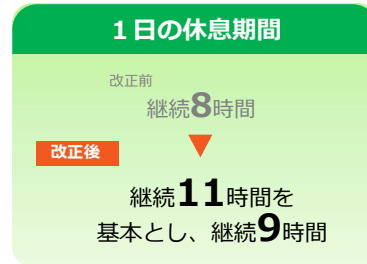 １日の休息期間
改正前
継続8時間
改正後
継続11時間を
基本とし、継続9時間